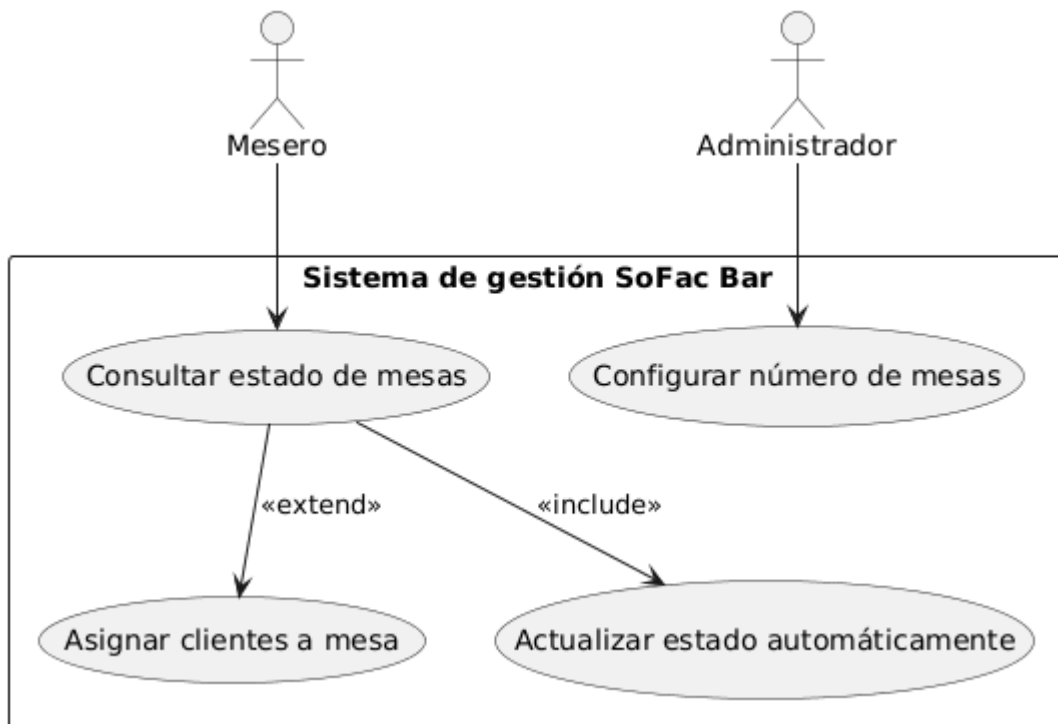 Mesero
Administrador
Sistema de gestión SoFac Bar
Consultar estado de mesas
Configurar número de mesas
«extend»
«include»
Asignar clientes a mesa
Actualizar estado automáticamente